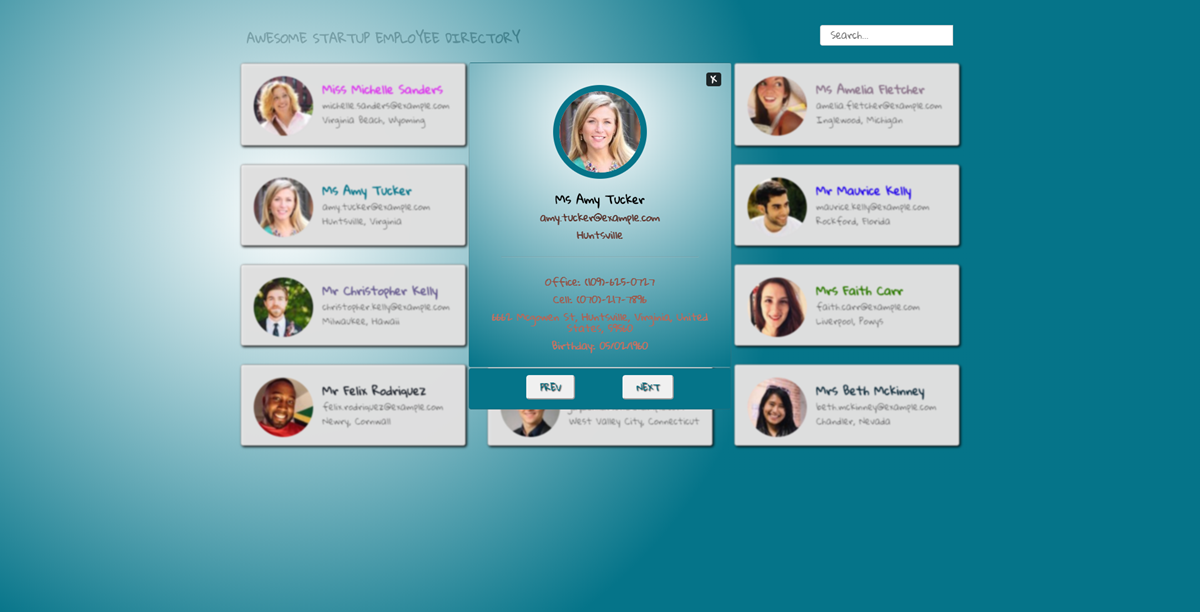 AWESOME STARTUP EMPLOYEE DIRECTORY
Search...
Miss Michelle Sanders
michelle.sanders@example.com
Virginia Beach, Wyoming
X
Ms Amy Tucker
amy.tucker@example.com
Huntsville
Office: (109)-625-0727
Cell: (070)-217-7896
St, Huntsville, Virginia, United
Birthday: 05/02/1960
PREV
NEXT
Ms Amelia Fletcher
amelia.fletcher@example.com
Inglewood, Michigan
Ms Amy Tucker
amy.tucker@example.com
Huntsville, Virginia
Mr Maurice Kelly
maurice.kelly@example.com
Rockford, Florida
Mr Christopher Kelly
christopher.kelly@example.com
Milwaukee, Hawaii
Mrs Faith Carr
faith.carr@example.com
Liverpool, Powys
Mr Felix Rodriquez
felix.rodriquez@example.com
Newry, Cornwall
West Valley City, Connecticut
Mrs Beth Mckinney
beth.mckinney@example.com
Chandler, Nevada